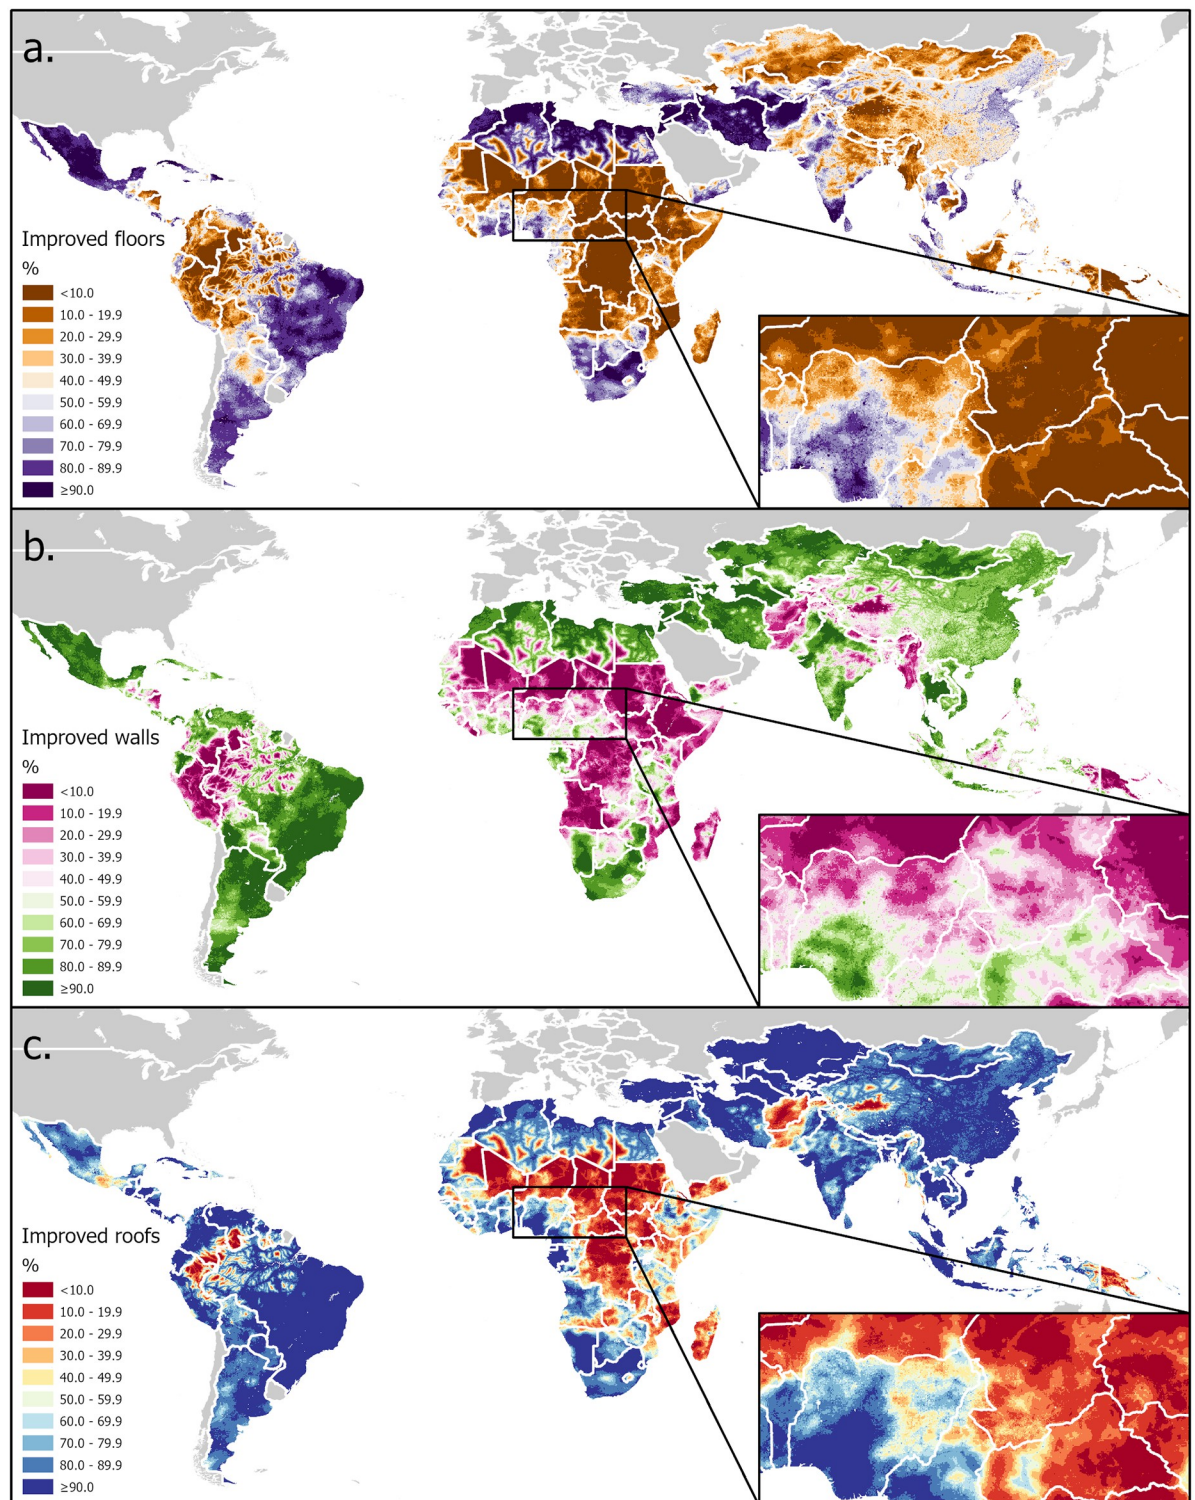 a.
Improved floors
%
<10.0
10.0 - 19.9
20.0 - 29.9
30.0 - 39.9
40.0 - 49.9
50.0 - 59.9
60.0 - 69.9
70.0 - 79.9
80.0 - 89.9
≥90.0
b.
Improved walls
%
<10.0
10.0 - 19.9
20.0 - 29.9
30.0 - 39.9
40.0 - 49.9
50.0 - 59.9
60.0 - 69.9
70.0 - 79.9
80.0 - 89.9
≥90.0
c.
Improved roofs
%
<10.0
10.0 - 19.9
20.0 - 29.9
30.0 - 39.9
40.0 - 49.9
50.0 - 59.9
60.0 - 69.9
70.0 - 79.9
80.0 - 89.9
≥90.0